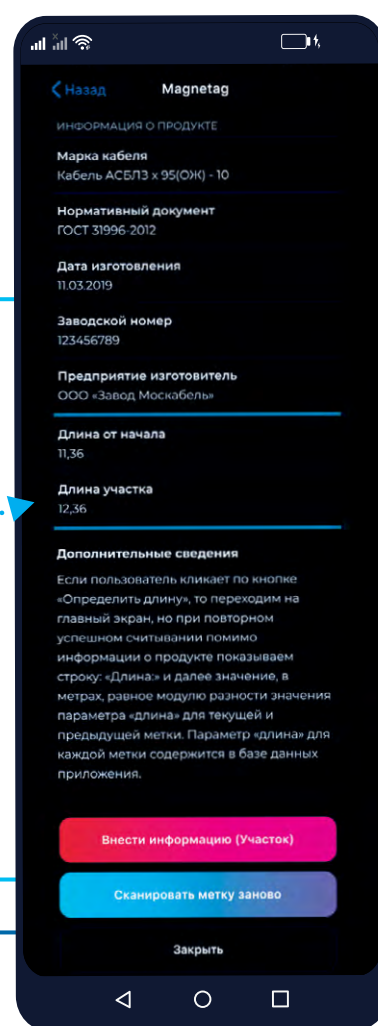 Назад
Magnetag
ИНФОРМАЦИЯ О ПРОДУКТЕ
Марка кабеля
Кабель АСБЛЗ х 95(ОЖ) - 10
Нормативный документ
ГОСТ 31996-2012
Дата изготовления
11.03.2019
Заводской номер
123456789
Предприятие изготовитель
ООО «Завод Москабель»
Длина от начала
11,36
Длина участка
12,36
Дополнительные сведения
Если пользователь кликает по кнопке
«Определить длину», то переходим на
главный экран, но при повторном
успешном считывании помимо
информации о продукте показываем
строку: «Длина:» и далее значение, в
метрах, равное модулю разности значения
параметра «длина» для текущей и
предыдущей метки. Параметр «длина» для
каждой метки содержится в базе данных
приложения.
Внести информацию (Участок)
Сканировать метку заново
Закрыть